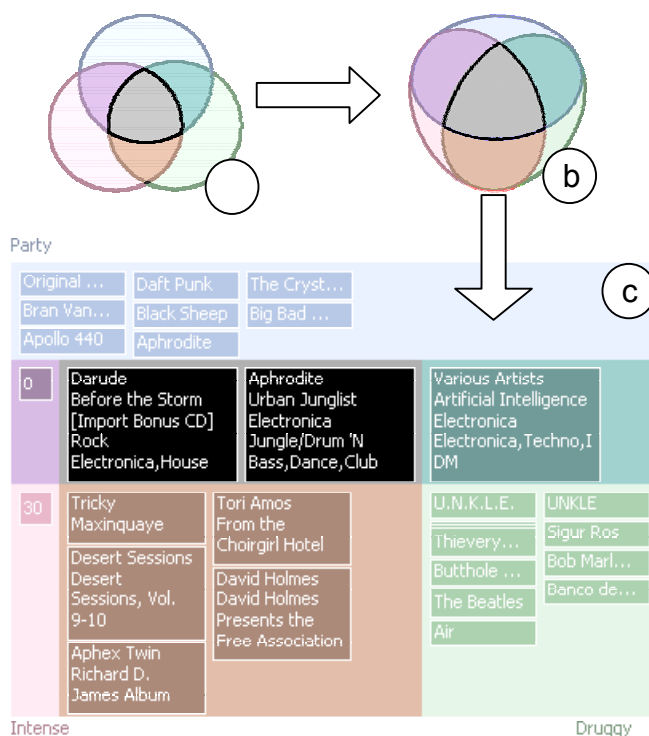 b
Party
c
Original ...
Daft Punk
The Cryst...
Bran Van...
Black Sheep
Big Bad ...
Apollo 440
Aphrodite
0
Darude
Before the Storm
[Import Bonus CD]
Rock
Electronica,House
Aphrodite
Urban Junglist
Electronica
Jungle/Drum 'N
Bass,Dance,Club
Various Artists
Artificial Intelligence
Electronica
Electronica,Techno,I
DM
30
Tricky
Maxinquaye
Desert Sessions
Desert
Sessions, Vol.
9-10
Aphex Twin
Richard D.
James Album
Tori Amos
From the
Choirgirl Hotel
David Holmes
David Holmes
Presents the
Free Association
U.N.K.L.E.
Thievery...
Butthole ...
The Beatles
Air
UNKLE
Sigur Ros
Bob Marl...
Banco de...
Intense
Druggy